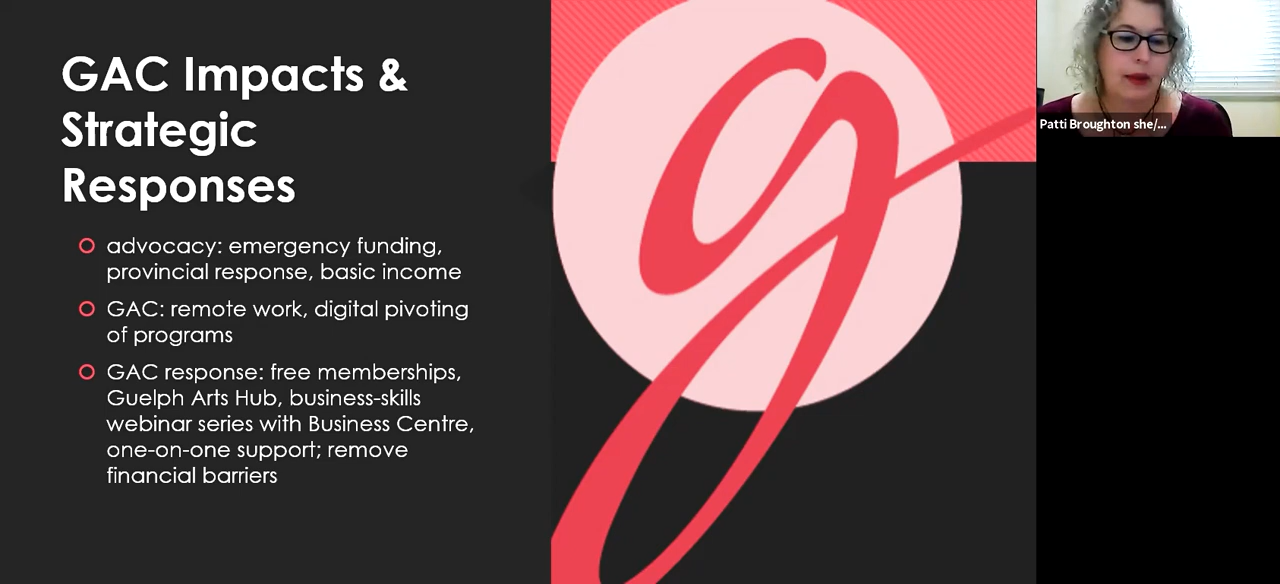 GAC Impacts &
Strategic
Responses
advocacy: emergency funding,
provincial response, basic income
GAC: remote work, digital pivoting
of programs
GAC response: free memberships,
Guelph Arts Hub, business-skills
webinar series with Business Centre,
one-on-one support; remove
financial barriers
g
Patti Broughton she/...